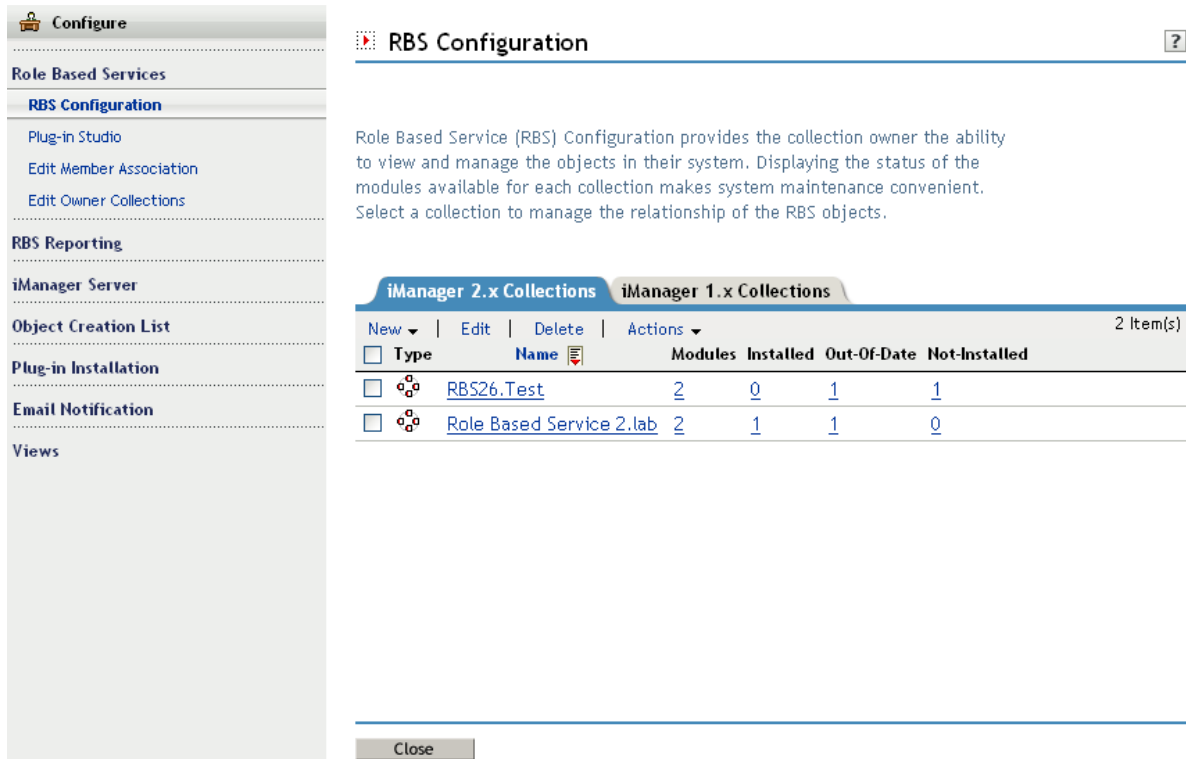 Configure
Role Based Services
RBS Configuration
Plug-in Studio
Edit Member Association
Edit Owner Collections
RBS Reporting
iManager Server
Object Creation List
Plug-in Installation
Email Notification
Views
RBS Configuration ?
Role Based Service (RBS) Configuration provides the collection owner the ability
to view and manage the objects in their system. Displaying the status of the
modules available for each collection makes system maintenance convenient.
Select a collection to manage the relationship of the RBS objects.
iManager 2.x Collections iManager 1.x Collections
New | Edit | Delete | Actions 2 Item(s)
Type Name Modules Installed Out-Of-Date Not-Installed
RBS26.Test 2 0 1 1
Role Based Service 2.lab 2 1 1 0
Close